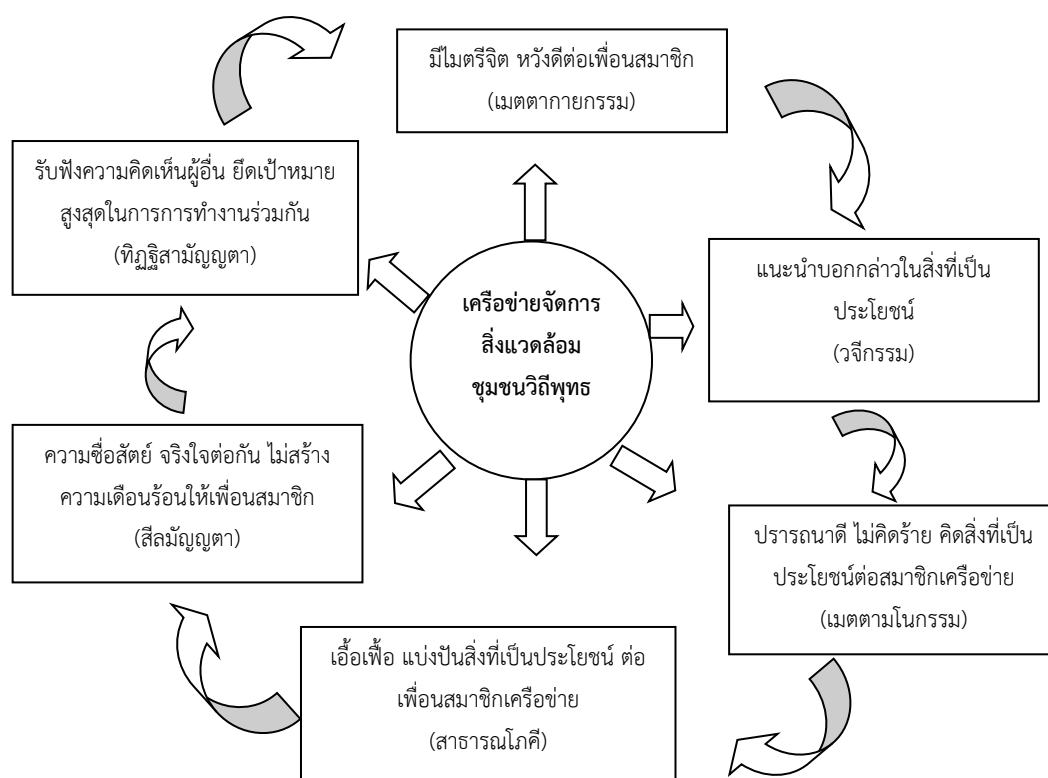 มีไมตรีจิต หวังดีต่อเพื่อนสมาชิก
(เมตตากายกรรม)
แนะนำบอกกล่าวในสิ่งที่เป็น
ประโยชน์
(วจีกรรม)
ปรารถนาดี ไม่คิดร้าย คิดสิ่งที่เป็น
ประโยชน์ต่อสมาชิกเครือข่าย
(เมตตามโนกรรม)
เอื้อเฟื้อ แบ่งปันสิ่งที่เป็นประโยชน์ ต่อ
เพื่อนสมาชิกเครือข่าย
(สาธารณโภคี)
ความซื่อสัตย์ จริงใจต่อกัน ไม่สร้าง
ความเดือนร้อนให้เพื่อนสมาชิก
(สีลมัญญตา)
รับฟังความคิดเห็นผู้อื่น ยึดเป้าหมาย
สูงสุดในการการทำงานร่วมกัน
(ทิฏฐิสามัญญตา)
เครือข่ายจัดการ
สิ่งแวดล้อม
ชุมชนวิถีพุทธ